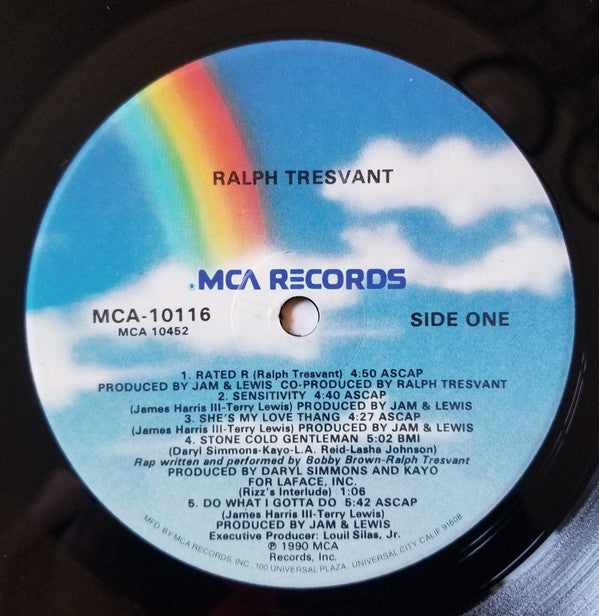 RALPH TRESVANT
.MCA RECORDS
MCA-10116
MCA 10452
SIDE ONE
1. RATED R (Ralph Tresvant) 4:50 ASCAP
PRODUCED BY JAM & LEWIS CO-PRODUCED BY RALPH TRESVANT
2. SENSITIVITY 4:40 ASCAP
(James Harris III-Terry Lewis) PRODUCED BY JAM & LEWIS
3. SHE'S MY LOVE THANG 4:27 ASCAP
(James Harris III-Terry Lewis) PRODUCED BY JAM & LEWIS
4. STONE COLD GENTLEMAN 5:02 BMI
(Daryl Simmons-Kayo-L.A. Reid-Lasha Johnson)
Rap written and performed by Bobby Brown-Ralph Tresvant
PRODUCED BY DARYL SIMMONS AND KAYO
FOR LAFACE, INC.
(Rizz's Interlude) 1:06
5. DO WHAT I GOTTA DO 5:42 ASCAP
(James Harris III-Terry Lewis)
PRODUCED BY JAM & LEWIS
Executive Producer: Louil Silas, Jr.
℗ 1990 MCA
Records, Inc.
MFD. BY MCA RECORDS, INC., 100 UNIVERSAL PLAZA, UNIVERSAL CITY, CALIF. 91608